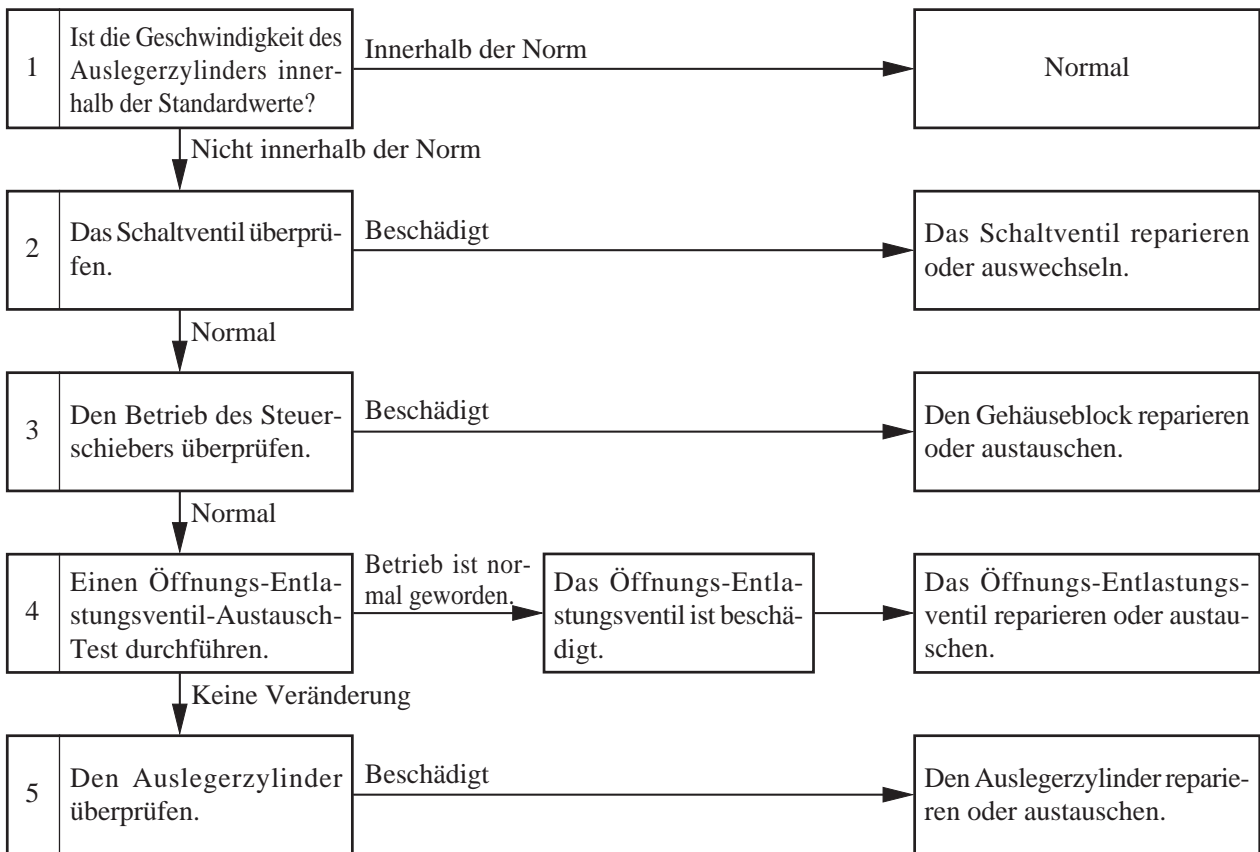 1
Ist die Geschwindigkeit des
Auslegerzylinders inner-
halb der Standardwerte?
Innerhalb der Norm
Normal
Nicht innerhalb der Norm
2
Das Schaltventil überprü-
fen.
Beschädigt
Das Schaltventil reparieren
oder auswechseln.
Normal
3
Den Betrieb des Steuer-
schiebers überprüfen.
Beschädigt
Den Gehäuseblock reparieren
oder austauschen.
Normal
4
Einen Öffnungs-Entla-
stungsventil-Austausch-
Test durchführen.
Betrieb ist nor-
mal geworden.
Das Öffnungs-Entla-
stungsventil ist beschä-
digt.
Das Öffnungs-Entlastungs-
ventil reparieren oder austau-
schen.
Keine Veränderung
5
Den Auslegerzylinder
überprüfen.
Beschädigt
Den Auslegerzylinder reparie-
ren oder austauschen.